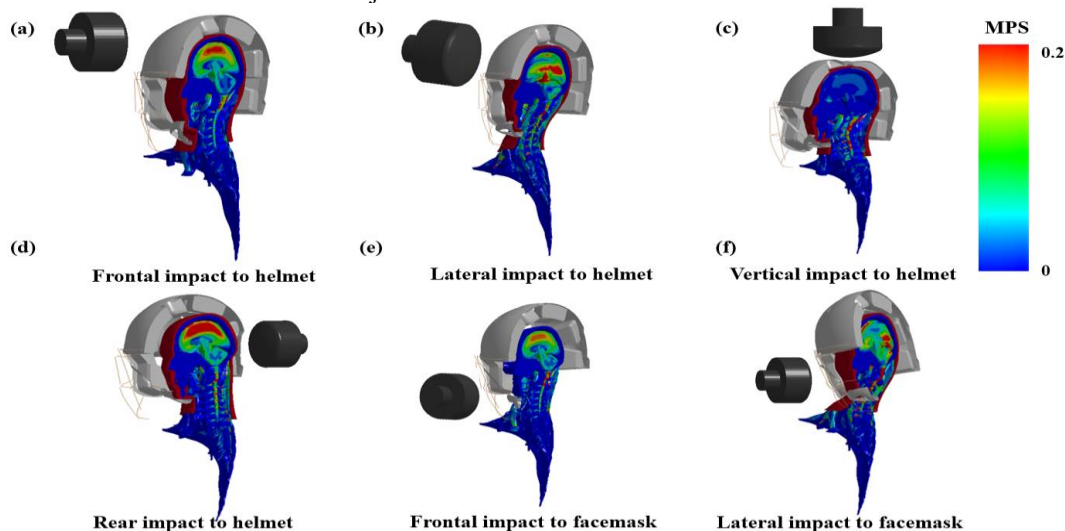 (a)
(b)
(c)
MPS
0.2
0
(d)
(e)
(f)
Frontal impact to helmet
Lateral impact to helmet
Vertical impact to helmet
Rear impact to helmet
Frontal impact to facemask
Lateral impact to facemask